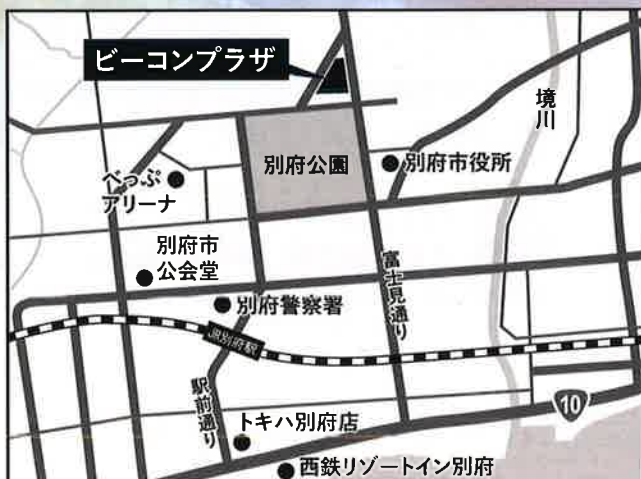 ビーコンプラザ
境川
別府公園
別府市役所
べっぷ
アリーナ
別府市
公会堂
富士見通り
別府警察署
JR別府駅
駅前通り
10
トキハ別府店
西鉄リゾートイン別府